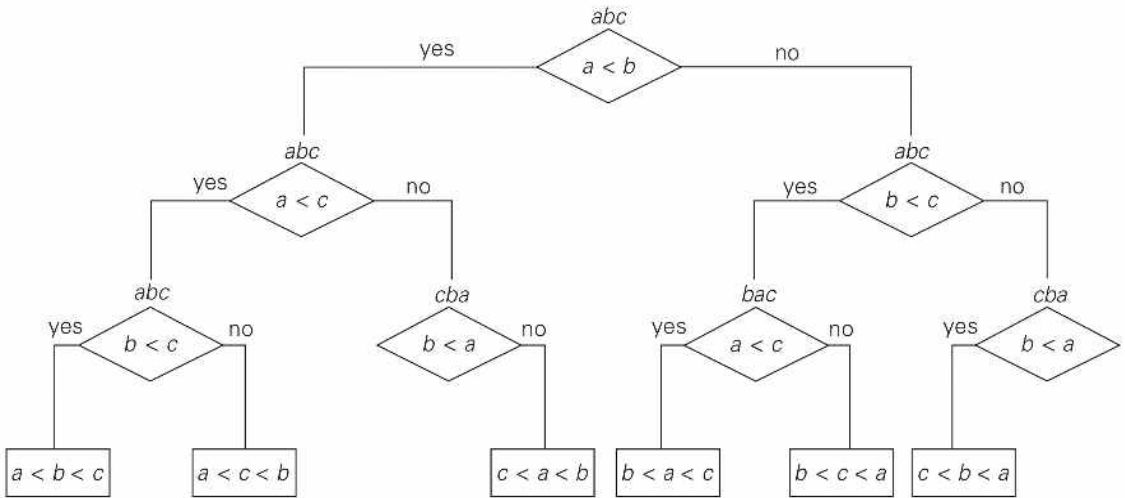 abc
yes
a < b
no
abc
abc
yes
a < c
no
yes
b < c
no
abc
cba
bac
cba
yes
b < c
no
b < a
no
yes
a < c
no
yes
b < a
a < b < c
a < c < b
c < a < b
b < a < c
b < c < a
c < b < a